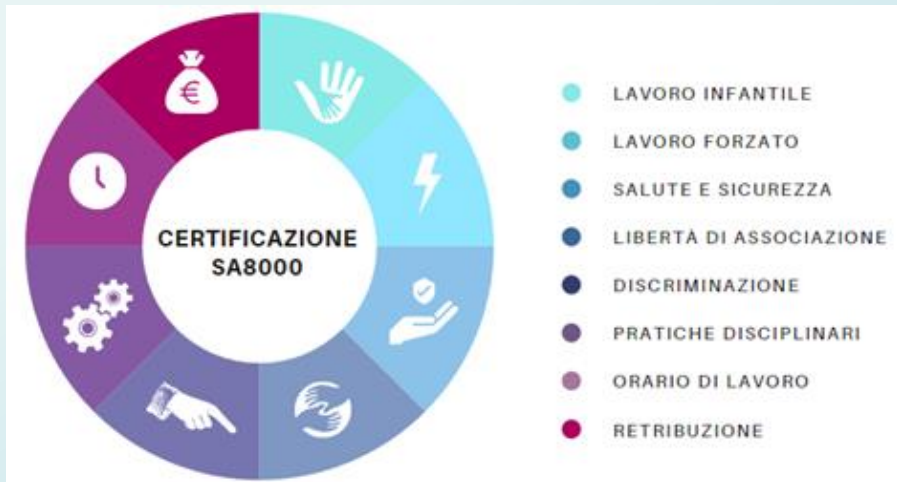 €
CERTIFICAZIONE
SA8000
LAVORO INFANTILE
LAVORO FORZATO
SALUTE E SICUREZZA
LIBERTÀ DI ASSOCIAZIONE
DISCRIMINAZIONE
PRATICHE DISCIPLINARI
ORARIO DI LAVORO
RETRIBUZIONE